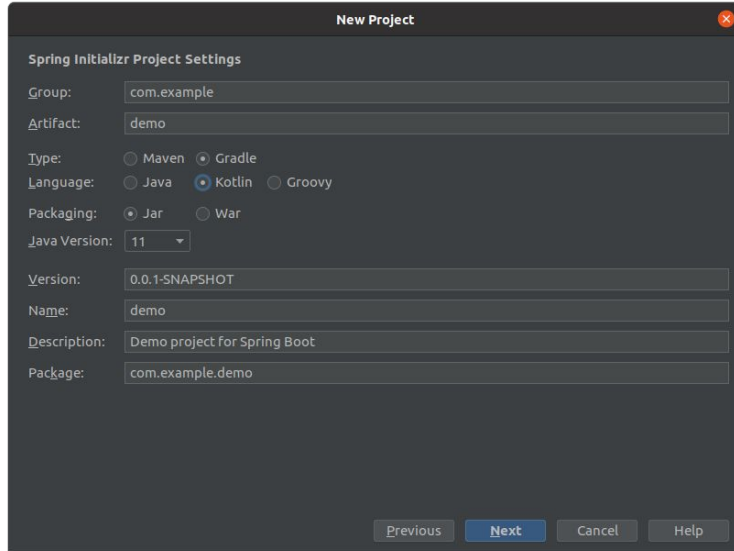 New Project
Spring Initializr Project Settings
Group: com.example
Artifact: demo
Type: Maven Gradle
Language: Java Kotlin Groovy
Packaging: Jar War
Java Version: 11
Version: 0.0.1-SNAPSHOT
Name: demo
Description: Demo project for Spring Boot
Package: com.example.demo
Previous Next Cancel Help